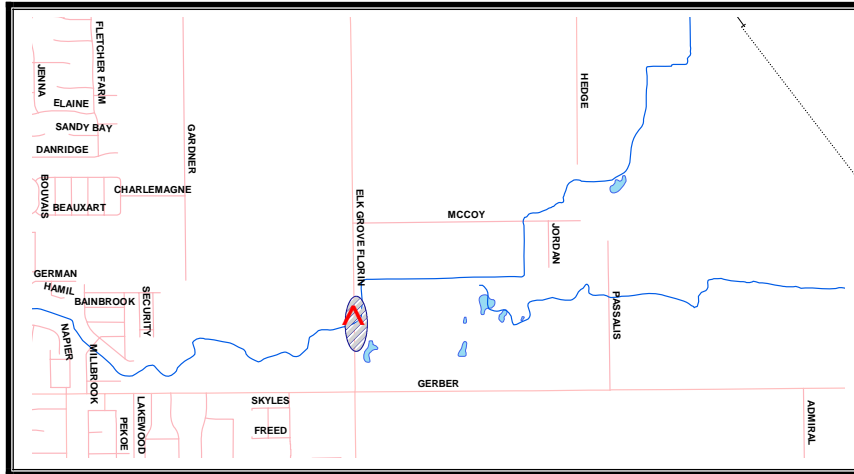 FLETCHER FARM
JENNA
ELAINE
SANDY BAY
DANRIDGE
GARDNER
HEDGE
BOUVAIS
CHARLEMAGNE
BEAUXART
ELK GROVE FLORIN
MCCOY
JORDAN
GERMAN
HAMIL
BAINBROOK
SECURITY
PASSALIS
NAPIER
MILLBROOK
GERBER
LAKEWOOD
PEKOE
SKYLES
FREED
ADMIRAL